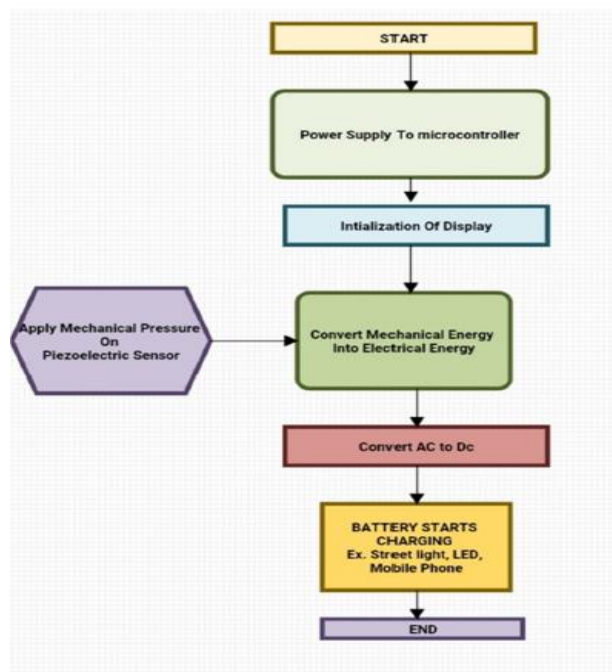 START
Power Supply To microcontroller
Intialization Of Display
Apply Mechanical Pressure
On
Piezoelectric Sensor
Convert Mechanical Energy
Into Electrical Energy
Convert AC to Dc
BATTERY STARTS
CHARGING
Ex. Street light, LED,
Mobile Phone
END